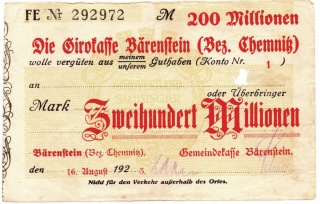 FE № 292972 M 200 Millionen
Die Girokasse Bärenstein (Bez. Chemnitz)
wolle vergüten aus meinem unserem Guthaben (Konto Nr. 1 )
an oder Überbringer
Mark Zweihundert Millionen
Bärenstein (Bez. Chemnitz), Gemeindekasse Bärenstein.
den 16. August 192 3.
Nicht für den Verkehr außerhalb des Ortes.